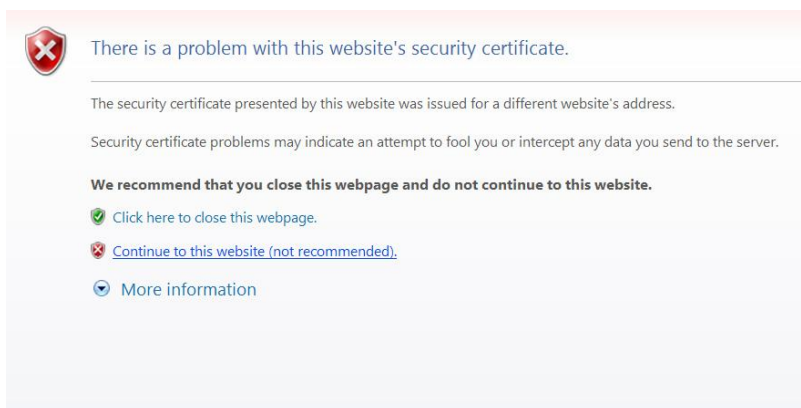 There is a problem with this website's security certificate.
The security certificate presented by this website was issued for a different website's address.
Security certificate problems may indicate an attempt to fool you or intercept any data you send to the server.
We recommend that you close this webpage and do not continue to this website.
Click here to close this webpage.
Continue to this website (not recommended).
More information